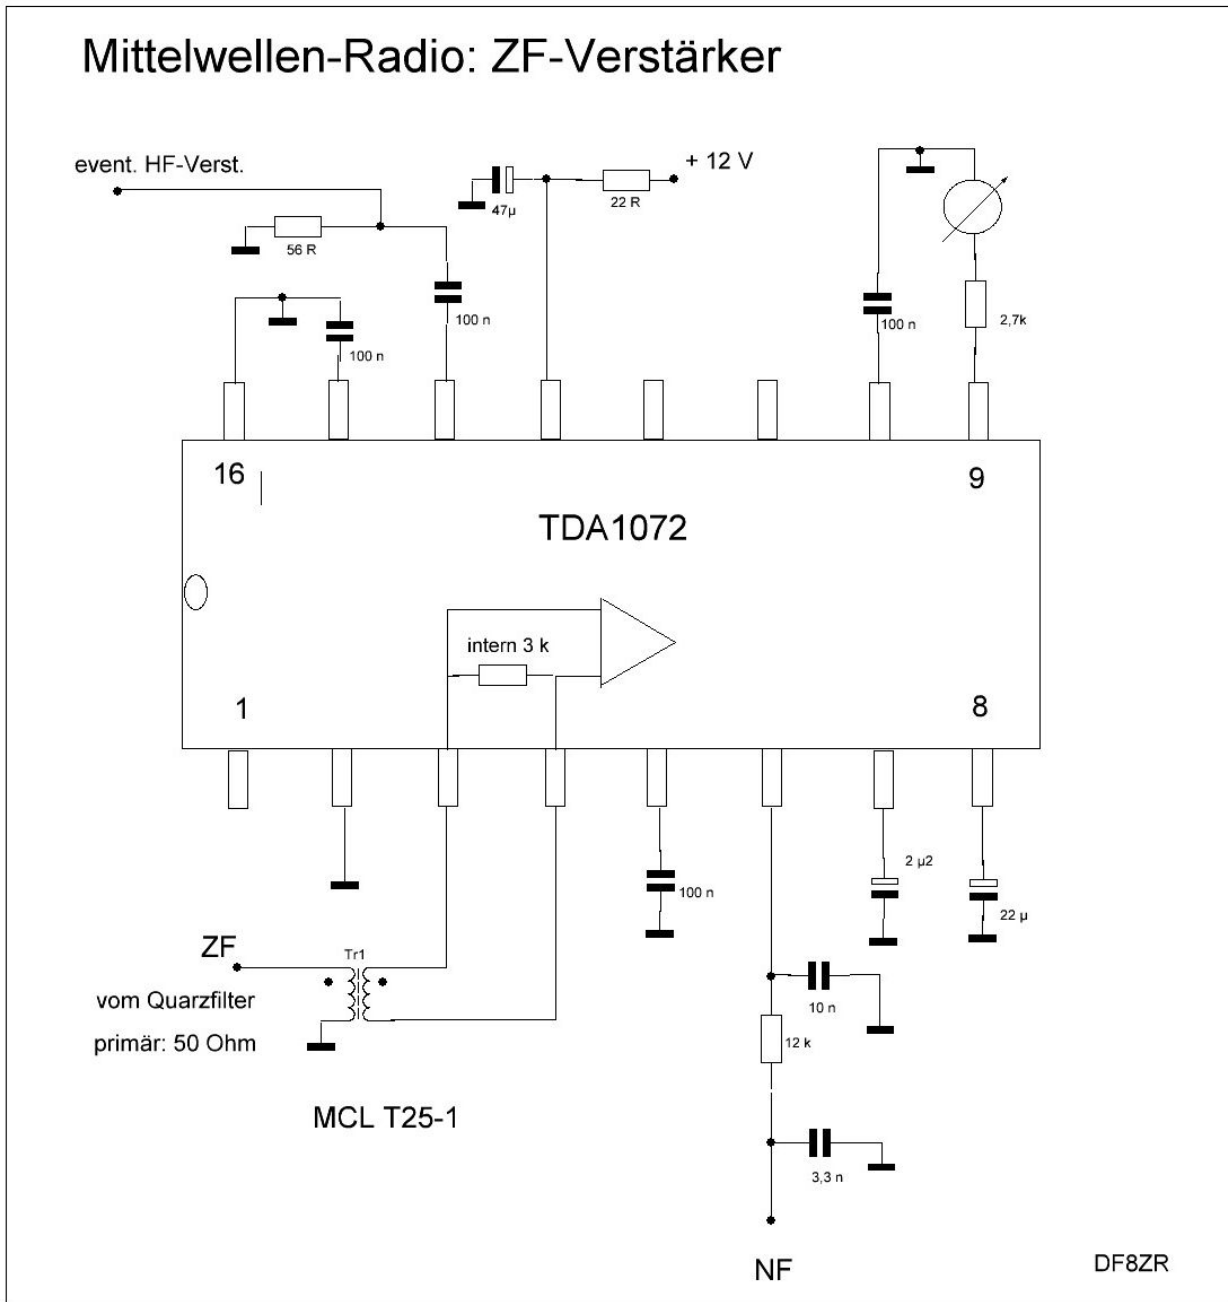 Mittelwellen-Radio: ZF-Verstärker
event. HF-Verst.
+ 12 V
47µ
22 R
56 R
100 n
100 n
100 n
2,7k
16
9
TDA1072
intern 3 k
1
8
2 µ2
100 n
22 µ
ZF
Tr1
vom Quarzfilter
10 n
primär: 50 Ohm
12 k
MCL T25-1
3,3 n
NF
DF8ZR